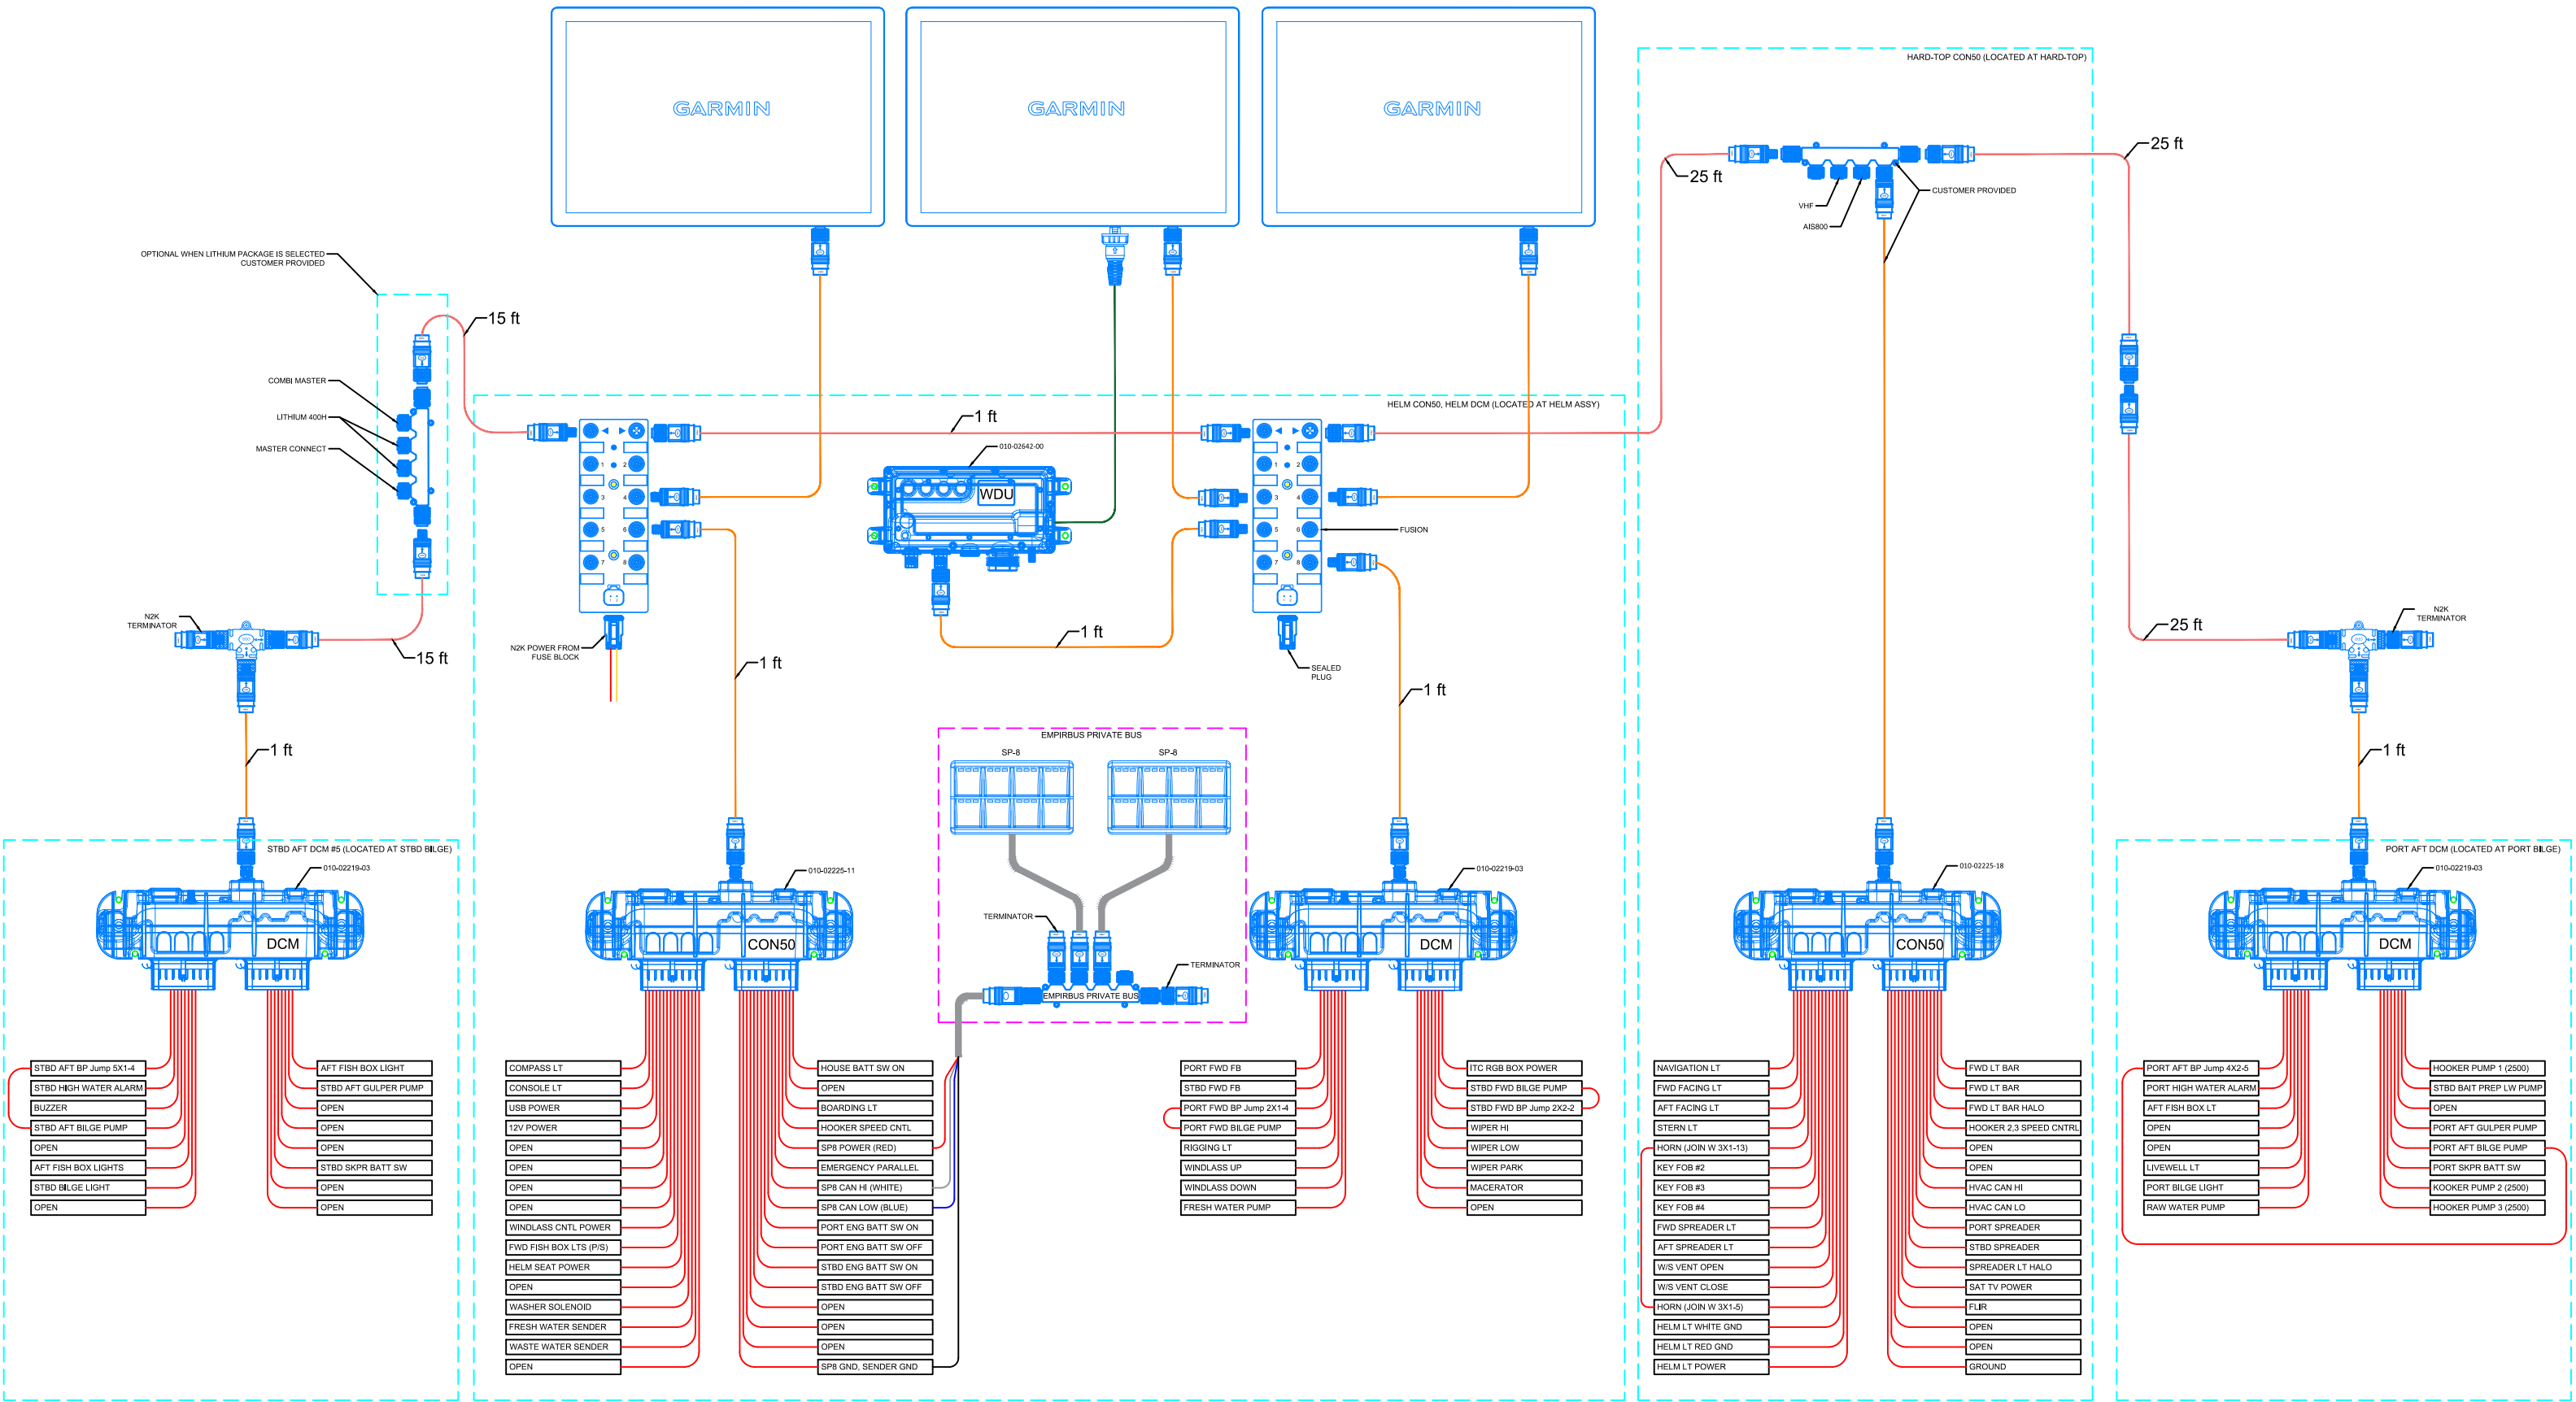 GARMIN
GARMIN
GARMIN
HARD-TOP CON50 (LOCATED AT HARD-TOP)
25 ft
25 ft
CUSTOMER PROVIDED
VHF
AIS800
OPTIONAL WHEN LITHIUM PACKAGE IS SELECTED
CUSTOMER PROVIDED
15 ft
COMBI MASTER
LITHIUM 400H
MASTER CONNECT
HELM CON50, HELM DCM (LOCATED AT HELM ASSY)
1 ft
010-02642-00
WDU
1 2
3 4
5 6
7 8
1 2
3 4
5 6
7 8
FUSION
N2K
TERMINATOR
15 ft
N2K POWER FROM
FUSE BLOCK
1 ft
1 ft
SEALED
PLUG
1 ft
25 ft
N2K
TERMINATOR
1 ft
1 ft
EMPIRBUS PRIVATE BUS
SP-8
SP-8
TERMINATOR
TERMINATOR
EMPIRBUS PRIVATE BUS
STBD AFT DCM #5 (LOCATED AT STBD BILGE)
010-02219-03
DCM
010-02225-11
CON50
010-02219-03
DCM
010-02225-18
CON50
PORT AFT DCM (LOCATED AT PORT BILGE)
010-02219-03
DCM
STBD AFT BP Jump 5X1-4
STBD HIGH WATER ALARM
BUZZER
STBD AFT BILGE PUMP
OPEN
AFT FISH BOX LIGHTS
STBD BILGE LIGHT
OPEN
AFT FISH BOX LIGHT
STBD AFT GULPER PUMP
OPEN
OPEN
OPEN
STBD SKPR BATT SW
OPEN
OPEN
COMPASS LT
CONSOLE LT
USB POWER
12V POWER
OPEN
OPEN
OPEN
OPEN
WINDLASS CNTL POWER
FWD FISH BOX LTS (P/S)
HELM SEAT POWER
OPEN
WASHER SOLENOID
FRESH WATER SENDER
WASTE WATER SENDER
OPEN
HOUSE BATT SW ON
OPEN
BOARDING LT
HOOKER SPEED CNTL
SP8 POWER (RED)
EMERGENCY PARALLEL
SP8 CAN HI (WHITE)
SP8 CAN LOW (BLUE)
PORT ENG BATT SW ON
PORT ENG BATT SW OFF
STBD ENG BATT SW ON
STBD ENG BATT SW OFF
OPEN
OPEN
OPEN
SP8 GND, SENDER GND
PORT FWD FB
STBD FWD FB
PORT FWD BP Jump 2X1-4
PORT FWD BILGE PUMP
RIGGING LT
WINDLASS UP
WINDLASS DOWN
FRESH WATER PUMP
ITC RGB BOX POWER
STBD FWD BILGE PUMP
STBD FWD BP Jump 2X2-2
WIPER HI
WIPER LOW
WIPER PARK
MACERATOR
OPEN
NAVIGATION LT
FWD FACING LT
AFT FACING LT
STERN LT
HORN (JOIN W 3X1-13)
KEY FOB #2
KEY FOB #3
KEY FOB #4
FWD SPREADER LT
AFT SPREADER LT
W/S VENT OPEN
W/S VENT CLOSE
HORN (JOIN W 3X1-5)
HELM LT WHITE GND
HELM LT RED GND
HELM LT POWER
FWD LT BAR
FWD LT BAR
FWD LT BAR HALO
HOOKER 2,3 SPEED CNTRL
OPEN
OPEN
HVAC CAN HI
HVAC CAN LO
PORT SPREADER
STBD SPREADER
SPREADER LT HALO
SAT TV POWER
FLIR
OPEN
OPEN
GROUND
PORT AFT BP Jump 4X2-5
PORT HIGH WATER ALARM
AFT FISH BOX LT
OPEN
OPEN
LIVEWELL LT
PORT BILGE LIGHT
RAW WATER PUMP
HOOKER PUMP 1 (2500)
STBD BAIT PREP LW PUMP
OPEN
PORT AFT GULPER PUMP
PORT AFT BILGE PUMP
PORT SKPR BATT SW
KOOKER PUMP 2 (2500)
HOOKER PUMP 3 (2500)